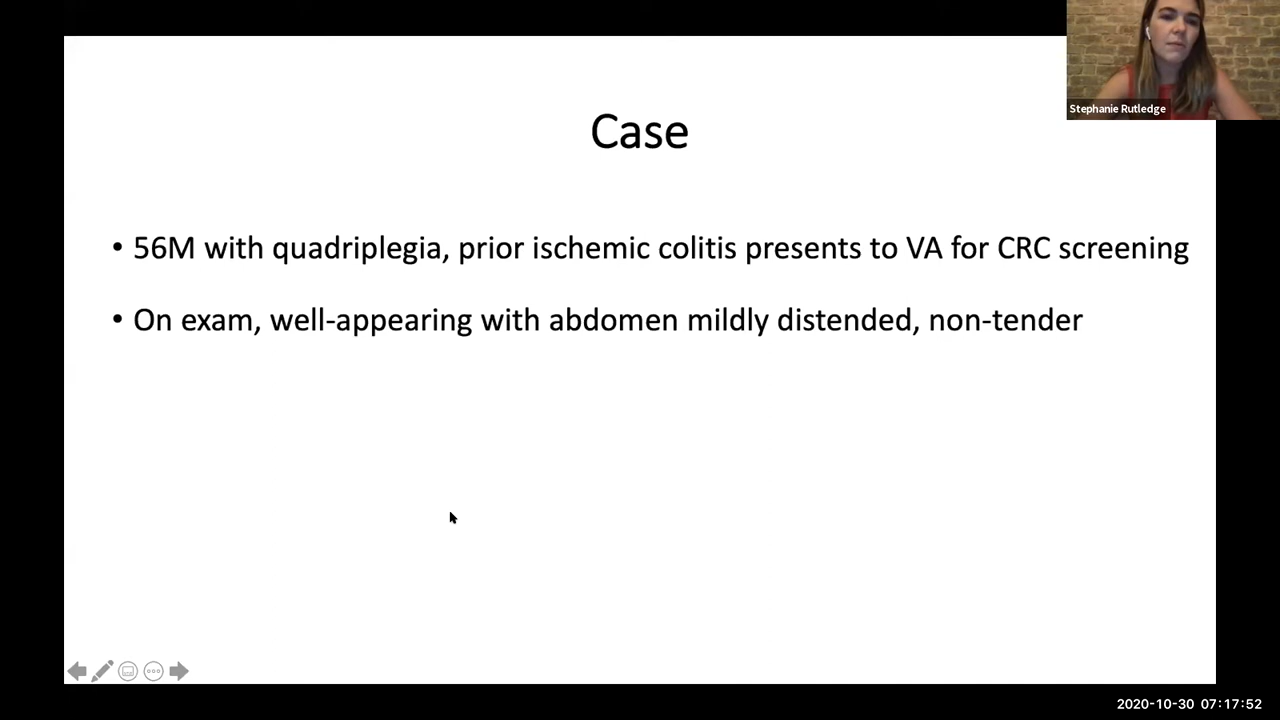 Stephanie Rutledge
Case
• 56M with quadriplegia, prior ischemic colitis presents to VA for CRC screening
• On exam, well-appearing with abdomen mildly distended, non-tender
2020-10-30 07:17:52